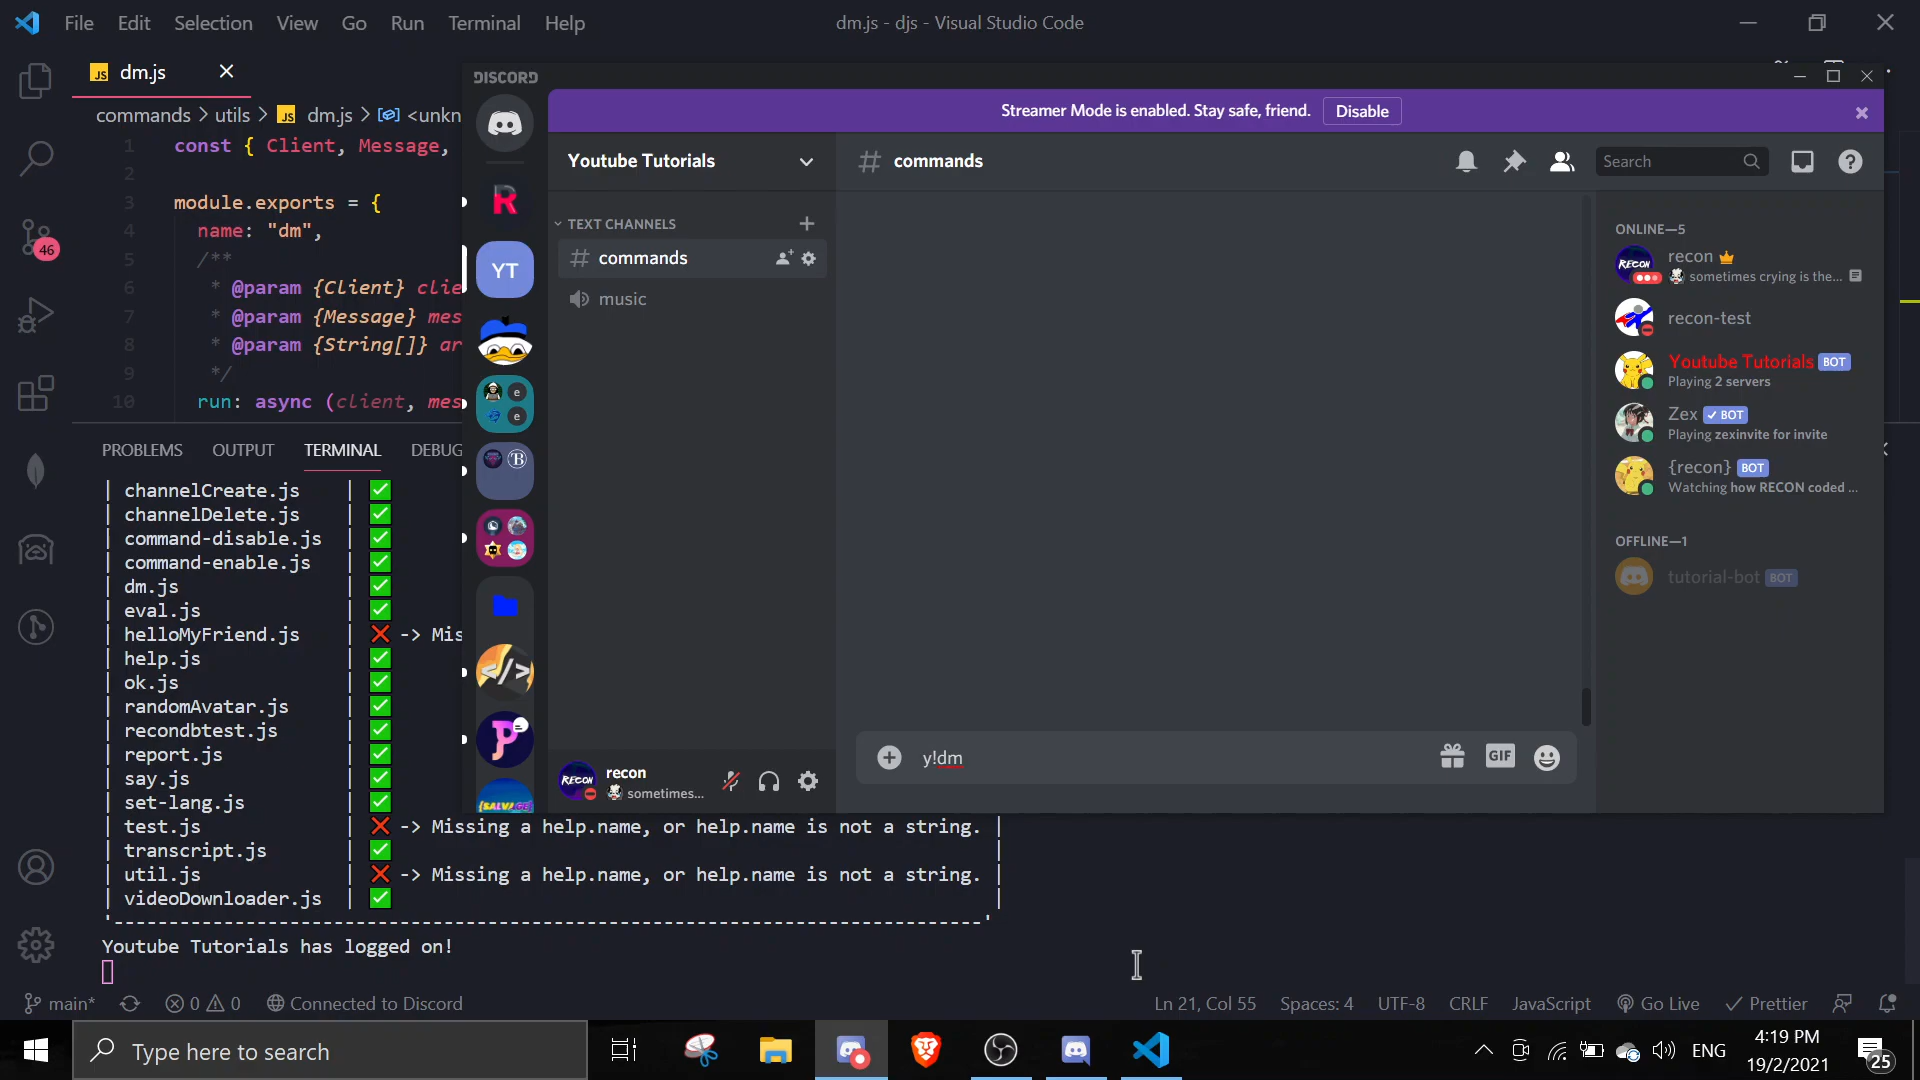 File Edit Selection View Go Run Terminal Help
dm.js - djs - Visual Studio Code
JS dm.js
commands > utils > JS dm.js > <unkn
1 const { Client, Message,
2
3 module.exports = {
4 name: "dm",
5 /**
6 * @param {Client} clie
7 * @param {Message} mes
8 * @param {String[]} ar
9 */
10 run: async (client, mes
46
PROBLEMS OUTPUT TERMINAL DEBUG
| channelCreate.js | ✅
| channelDelete.js | ✅
| command-disable.js | ✅
| command-enable.js | ✅
| dm.js | ✅
| eval.js | ✅
| helloMyFriend.js | ❌ -> Mis
| help.js | ✅
| ok.js | ✅
| randomAvatar.js | ✅
| recondbtest.js | ✅
| report.js | ✅
| say.js | ✅
| set-lang.js | ✅
| test.js | ❌ -> Missing a help.name, or help.name is not a string. |
| transcript.js | ✅ |
| util.js | ❌ -> Missing a help.name, or help.name is not a string. |
| videoDownloader.js | ✅ |
'--------------------------------------------------------------------------------'
Youtube Tutorials has logged on!
DISCORD
Streamer Mode is enabled. Stay safe, friend. Disable
Youtube Tutorials
# commands
Search
TEXT CHANNELS
# commands
music
R
YT
e
e
B
</>
P
{SALVAGE}
RECON
recon
sometimes...
y!dm
GIF
ONLINE—5
RECON
recon
sometimes crying is the...
recon-test
Youtube Tutorials BOT
Playing 2 servers
Zex ✓ BOT
Playing zexinvite for invite
{recon} BOT
Watching how RECON coded ...
OFFLINE—1
tutorial-bot BOT
main* 0 0 Connected to Discord
Ln 21, Col 55 Spaces: 4 UTF-8 CRLF JavaScript Go Live Prettier
Type here to search
ENG
4:19 PM
19/2/2021
25